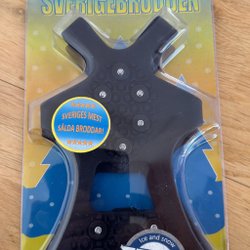 SVERIGEBRODDEN
SVERIGES MEST
SÅLDA BRODDAR!
ice and snow